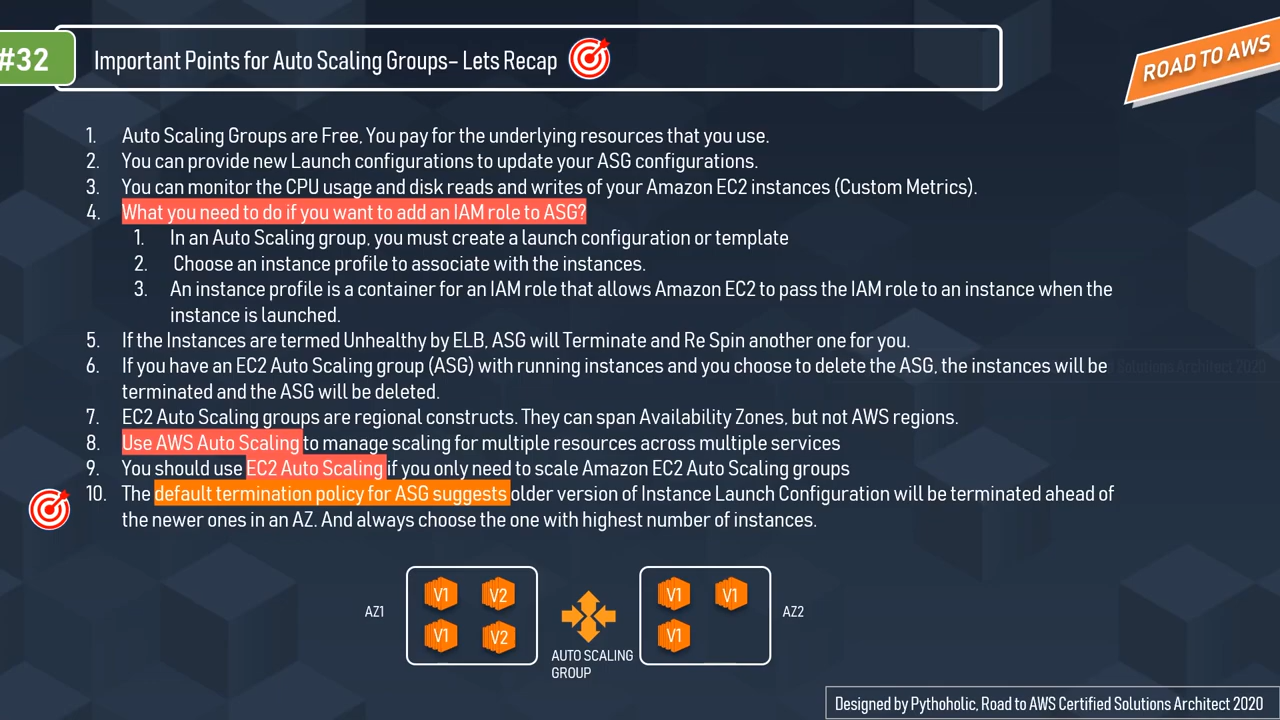 #32
Important Points for Auto Scaling Groups– Lets Recap
ROAD TO AWS
1. Auto Scaling Groups are Free, You pay for the underlying resources that you use.
2. You can provide new Launch configurations to update your ASG configurations.
3. You can monitor the CPU usage and disk reads and writes of your Amazon EC2 instances (Custom Metrics).
4. What you need to do if you want to add an IAM role to ASG?
1. In an Auto Scaling group, you must create a launch configuration or template
2. Choose an instance profile to associate with the instances.
3. An instance profile is a container for an IAM role that allows Amazon EC2 to pass the IAM role to an instance when the
instance is launched.
5. If the Instances are termed Unhealthy by ELB, ASG will Terminate and Re Spin another one for you.
6. If you have an EC2 Auto Scaling group (ASG) with running instances and you choose to delete the ASG, the instances will be
terminated and the ASG will be deleted.
Solutions Architect 2020
7. EC2 Auto Scaling groups are regional constructs. They can span Availability Zones, but not AWS regions.
8. Use AWS Auto Scaling to manage scaling for multiple resources across multiple services
9. You should use EC2 Auto Scaling if you only need to scale Amazon EC2 Auto Scaling groups
10. The default termination policy for ASG suggests older version of Instance Launch Configuration will be terminated ahead of
the newer ones in an AZ. And always choose the one with highest number of instances.
AZ1
V1 V2
V1 V2
AUTO SCALING
GROUP
V1 V1
V1
AZ2
Designed by Pythoholic, Road to AWS Certified Solutions Architect 2020